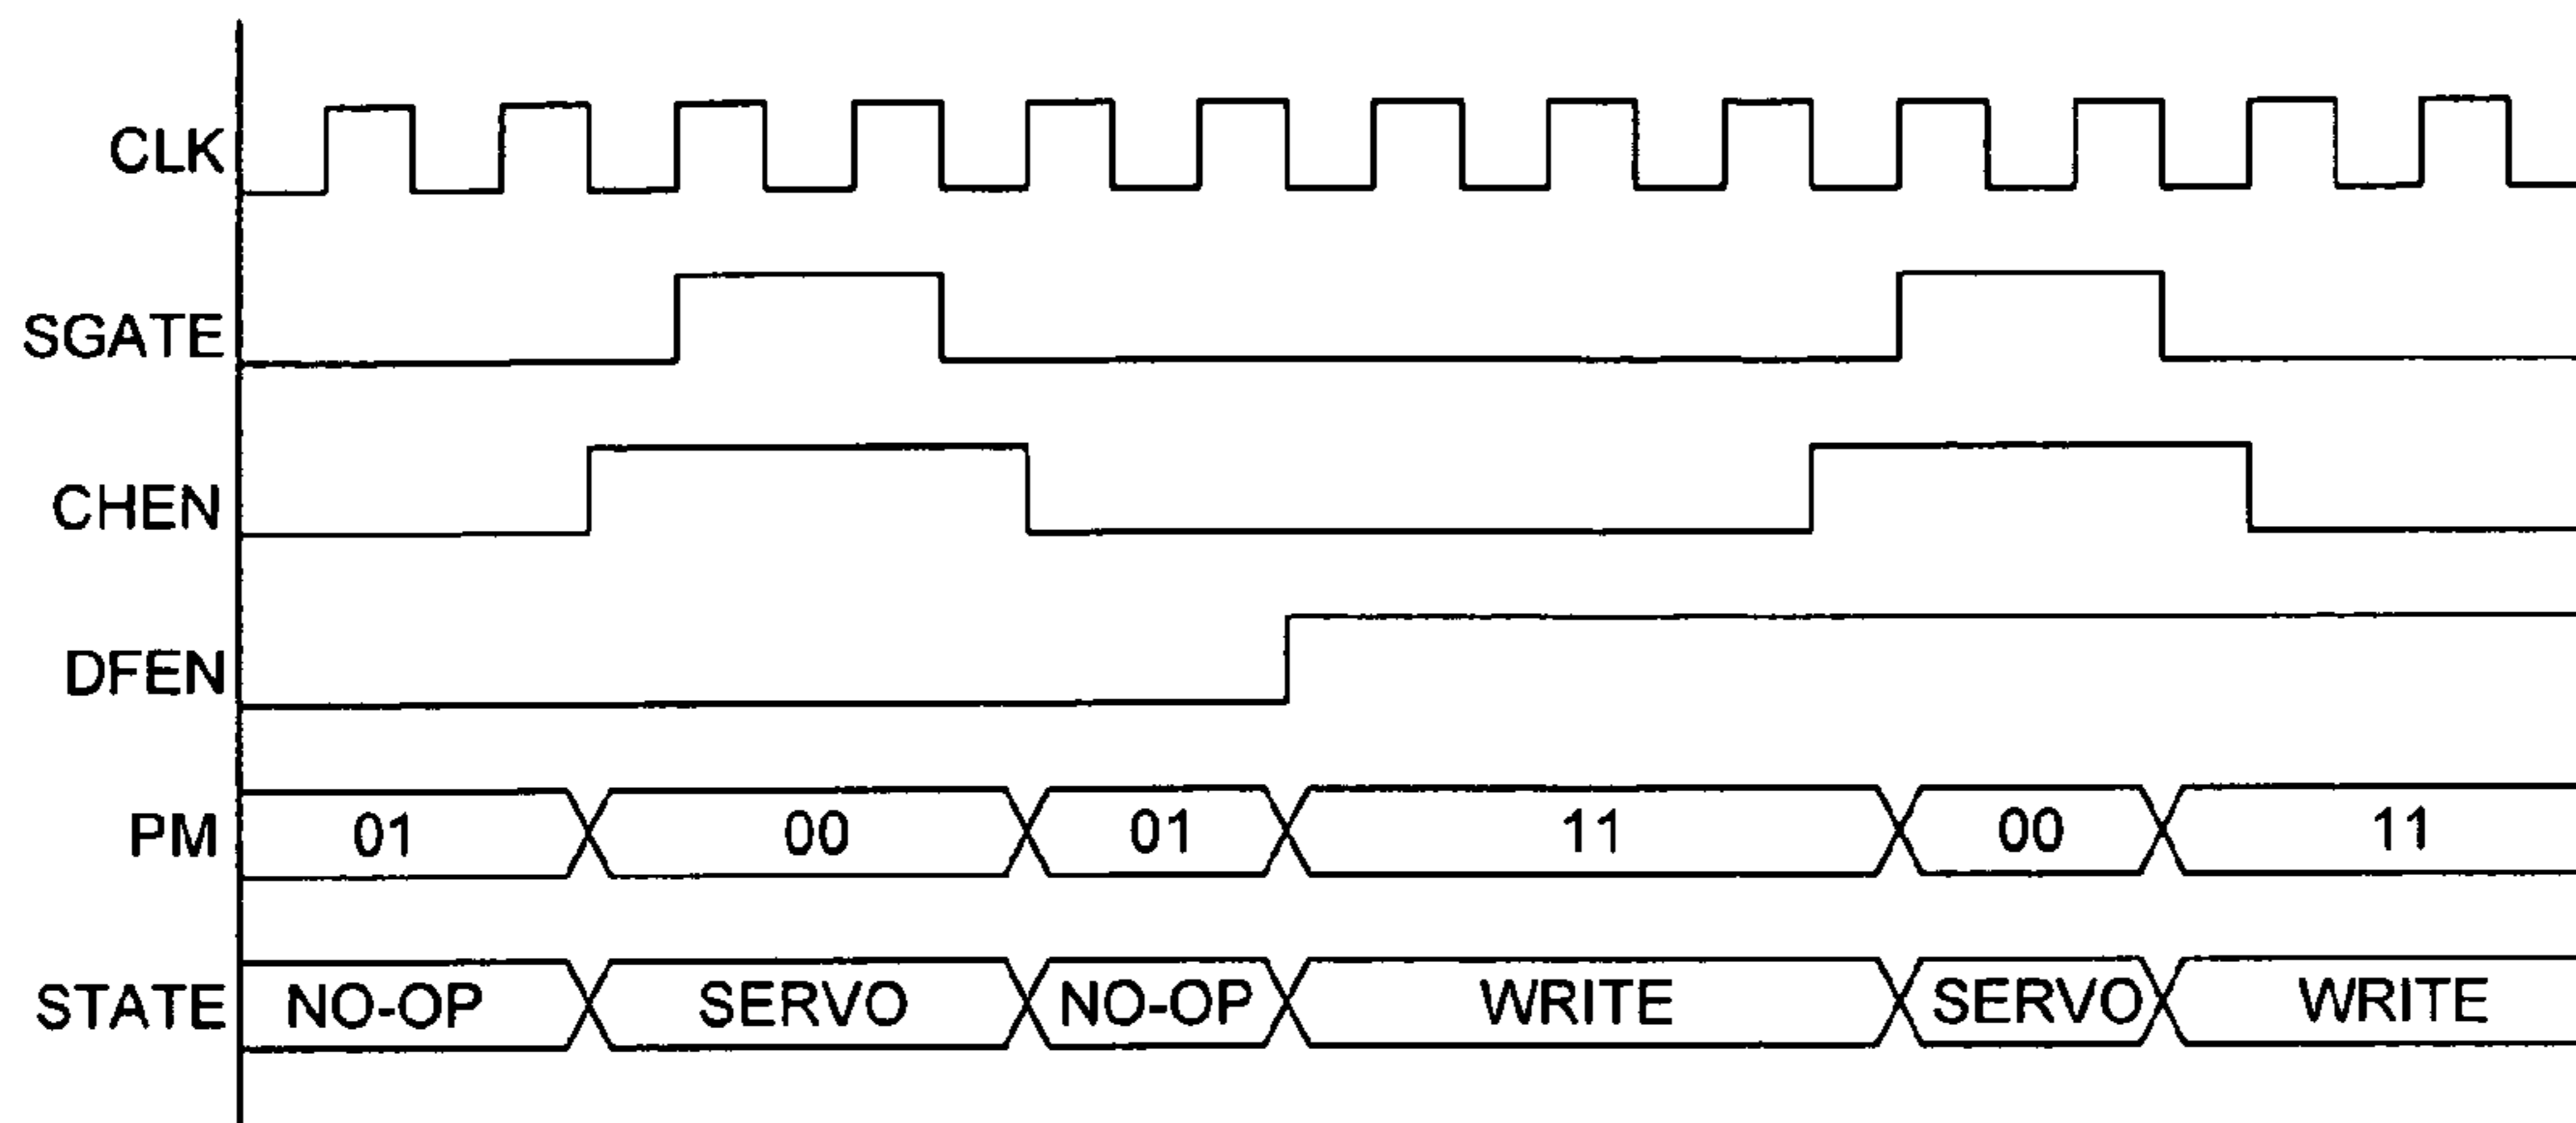 CLK
SGATE
CHEN
DFEN
PM 01 00 01 11 00 11
STATE NO-OP SERVO NO-OP WRITE SERVO WRITE